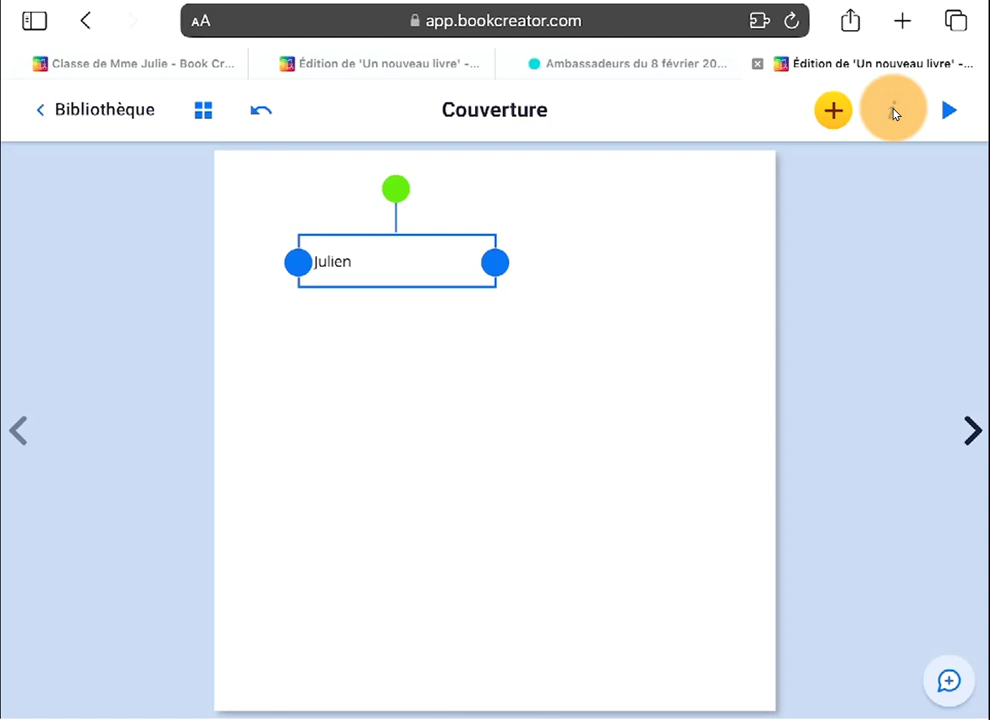 AA app.bookcreator.com
Classe de Mme Julie - Book Cr...
Édition de 'Un nouveau livre' -...
Ambassadeurs du 8 février 20...
Édition de 'Un nouveau livre' -...
Bibliothèque
Couverture
Julien